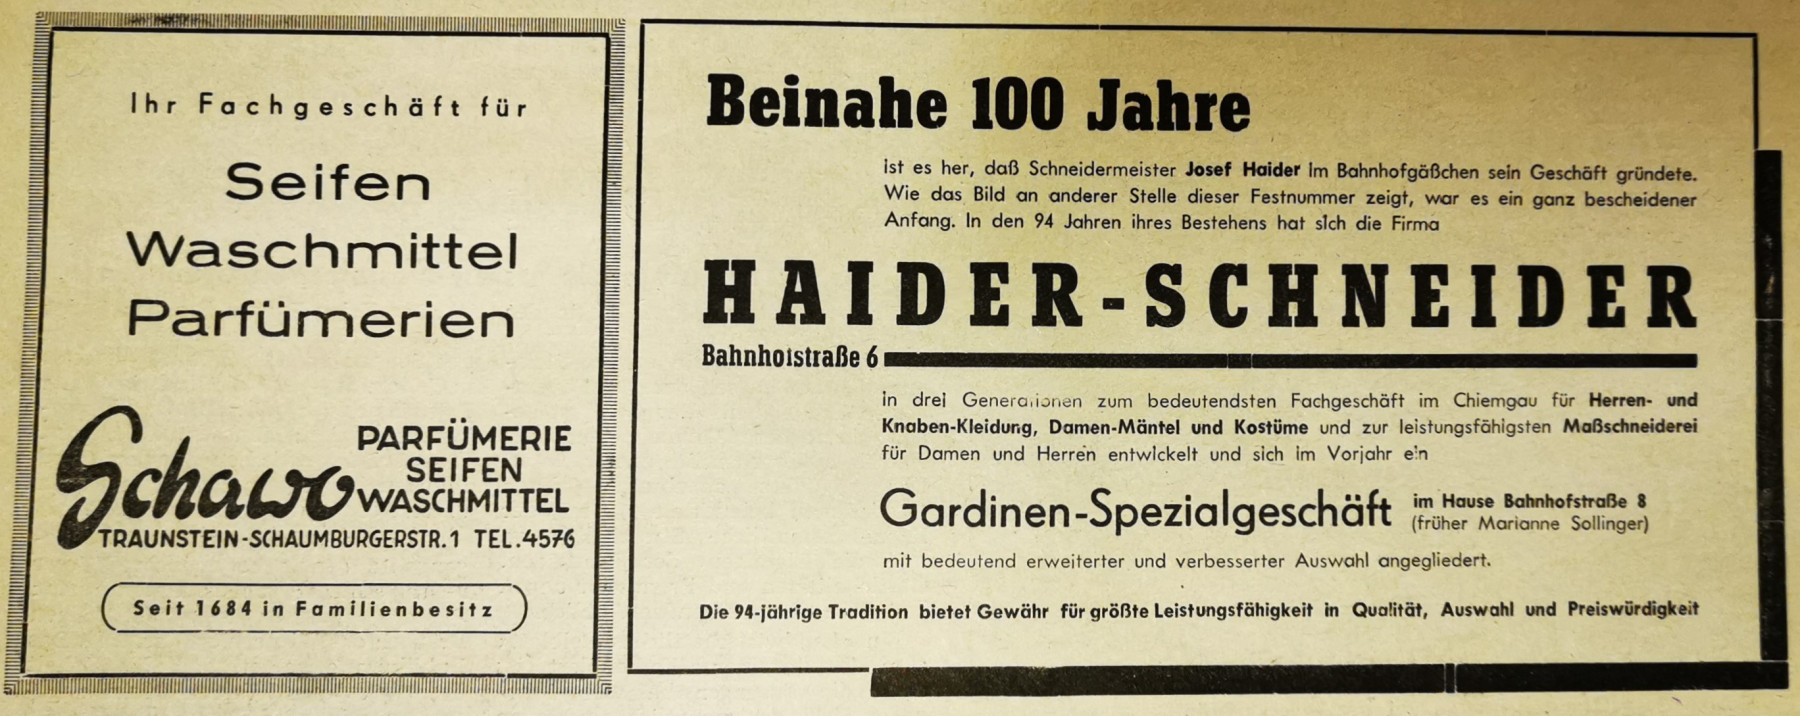 Ihr Fachgeschäft für
Seifen
Waschmittel
Parfümerien
Schawo
PARFÜMERIE
SEIFEN
WASCHMITTEL
TRAUNSTEIN-SCHAUMBURGERSTR.1 TEL.4576
Seit 1684 in Familienbesitz
Beinahe 100 Jahre
ist es her, daß Schneidermeister Josef Haider im Bahnhofgäßchen sein Geschäft gründete.
Wie das Bild an anderer Stelle dieser Festnummer zeigt, war es ein ganz bescheidener
Anfang. In den 94 Jahren ihres Bestehens hat sich die Firma
HAIDER-SCHNEIDER
Bahnhofstraße 6
in drei Generationen zum bedeutendsten Fachgeschäft im Chiemgau für Herren- und
Knaben-Kleidung, Damen-Mäntel und Kostüme und zur leistungsfähigsten Maßschneiderei
für Damen und Herren entwickelt und sich im Vorjahr ein
Gardinen-Spezialgeschäft im Hause Bahnhofstraße 8
(früher Marianne Sollinger)
mit bedeutend erweiterter und verbesserter Auswahl angegliedert.
Die 94-jährige Tradition bietet Gewähr für größte Leistungsfähigkeit in Qualität, Auswahl und Preiswürdigkeit